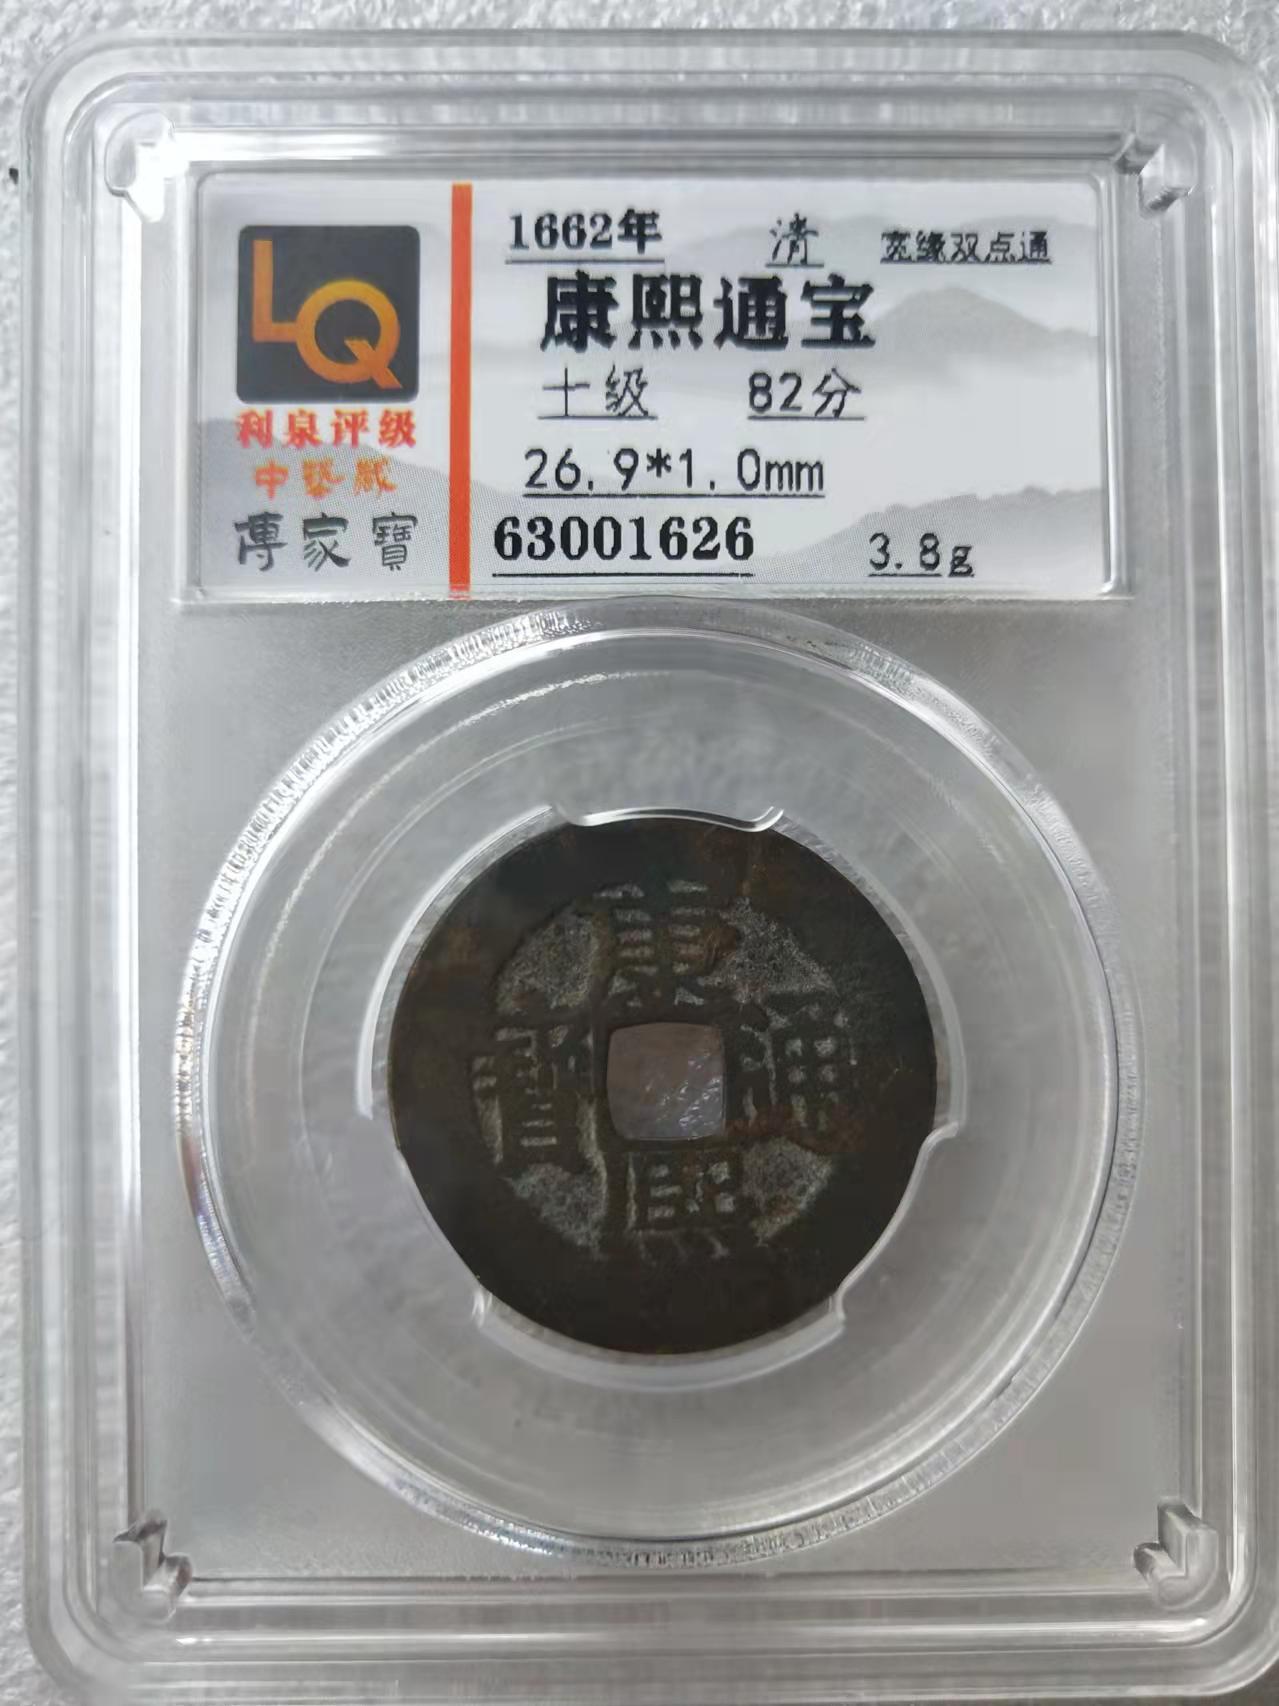 1662年 清 宽缘双点通
LQ
康熙通宝
利泉评级
十级 82分
中艺藏
26.9*1.0mm
傳家寶
63001626 3.8g
康熙通寶